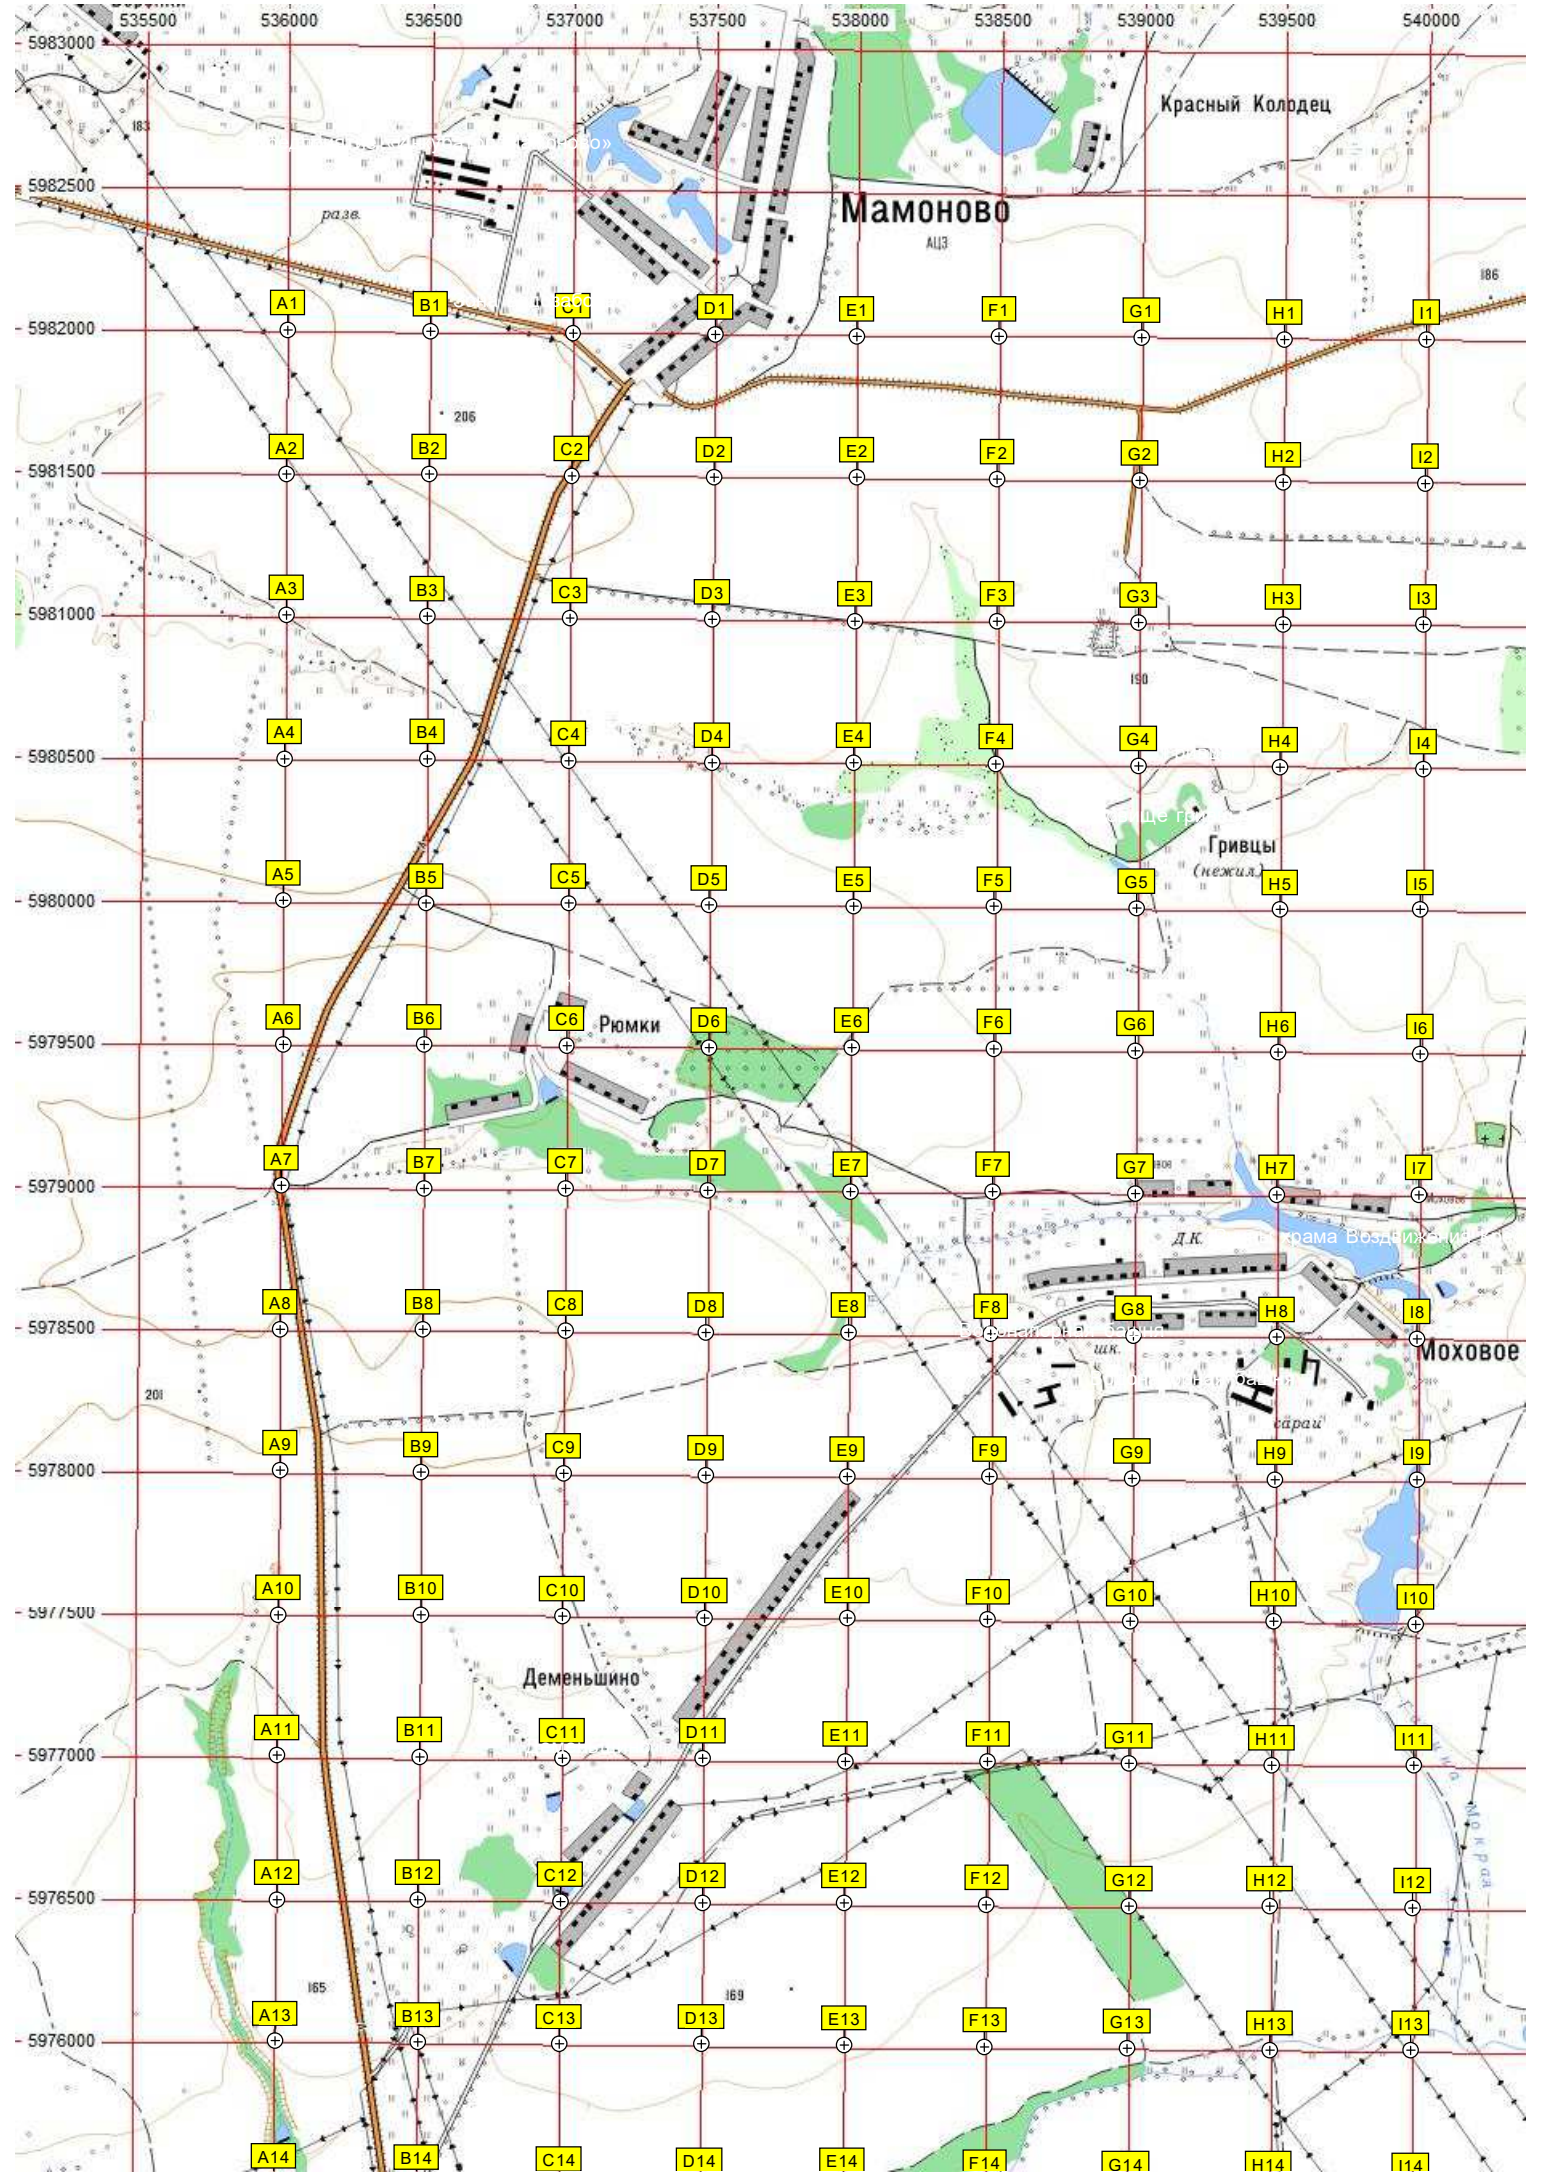 535500 536000 536500 537000 537500 538000 538500 539000 539500 540000
5983000
Красный Колодец
183
5982500
разв.
Мамоново
АЦЗ
186
A1 B1 C1 D1 E1 F1 G1 H1 I1
5982000
206
A2 B2 C2 D2 E2 F2 G2 H2 I2
5981500
A3 B3 C3 D3 E3 F3 G3 H3 I3
5981000
190
A4 B4 C4 D4 E4 F4 G4 H4 I4
5980500
Гривцы
(нежил.)
A5 B5 C5 D5 E5 F5 G5 H5 I5
5980000
A6 B6 C6 Рюмки D6 E6 F6 G6 H6 I6
5979500
A7 B7 C7 D7 E7 F7 G7 H7 I7
5979000
Д.К.
храма Воздвижения
A8 B8 C8 D8 E8 F8 G8 H8 I8
5978500
шк.
Моховое
201
сараи
A9 B9 C9 D9 E9 F9 G9 H9 I9
5978000
A10 B10 C10 D10 E10 F10 G10 H10 I10
5977500
Деменьшино
A11 B11 C11 D11 E11 F11 G11 H11 I11
5977000
Мокрая
A12 B12 C12 D12 E12 F12 G12 H12 I12
5976500
165
169
A13 B13 C13 D13 E13 F13 G13 H13 I13
5976000
A14 B14 C14 D14 E14 F14 G14 H14 I14